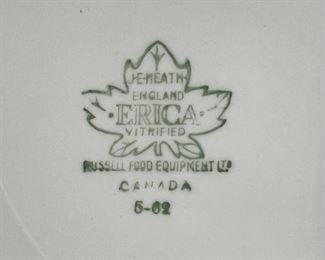 J.E.HEATH
ENGLAND
ERICA
VITRIFIED
RUSSELL FOOD EQUIPMENT LTD
CANADA
5-62